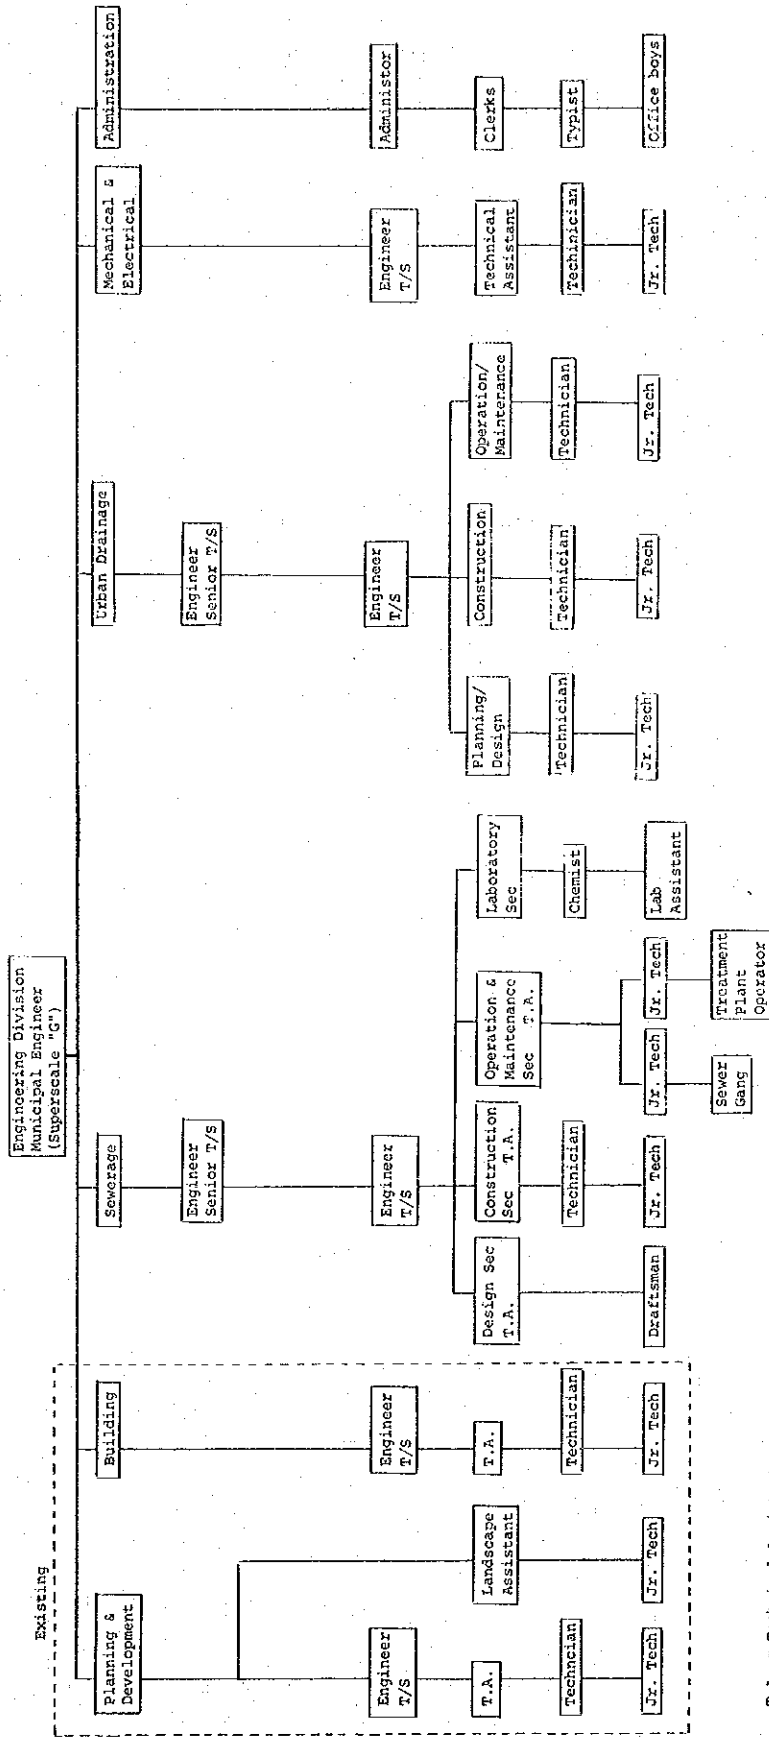 Engineering Division
Municipal Engineer
(Superscale "G")
Existing
Planning &
Development
Building
Sewerage
Urban Drainage
Mechanical &
Electrical
Administration
Engineer
Senior T/S
Engineer
Senior T/S
Engineer
T/S
Engineer
T/S
Engineer
T/S
Engineer
T/S
Engineer
T/S
Administor
T.A.
Landscape
Assistant
T.A.
Design Sec
T.A.
Construction
Sec T.A.
Operation &
Maintenance
Sec T.A.
Laboratory
Sec
Planning/
Design
Construction
Operation/
Maintenance
Technical
Assistant
Clerks
Techncian
Technician
Technician
Chemist
Technician
Technician
Technician
Techinician
Typist
Jr. Tech
Jr. Tech
Jr. Tech
Draftsman
Jr. Tech
Jr. Tech
Jr. Tech
Lab
Assistant
Jr. Tech
Jr. Tech
Jr. Tech
Jr. Tech
Office boys
Sewer
Gang
Treatment
Plant
Operator